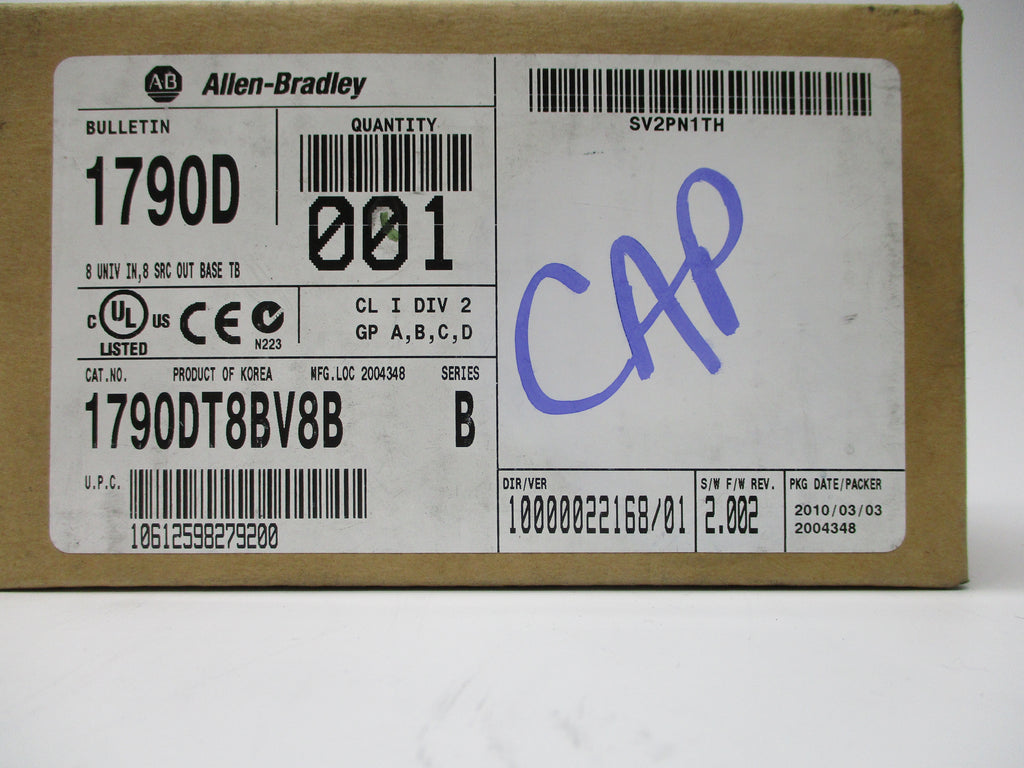 AB Allen-Bradley
BULLETIN
1790D
8 UNIV IN,8 SRC OUT BASE TB
QUANTITY
001
C UL US
LISTED
CE
N223
CL I DIV 2
GP A,B,C,D
CAT.NO. PRODUCT OF KOREA MFG.LOC 2004348 SERIES
1790DT8BV8B B
U.P.C.
10612598279200
SV2PN1TH
CAP
DIR/VER
10000022168/01
S/W F/W REV.
2.002
PKG DATE/PACKER
2010/03/03
2004348